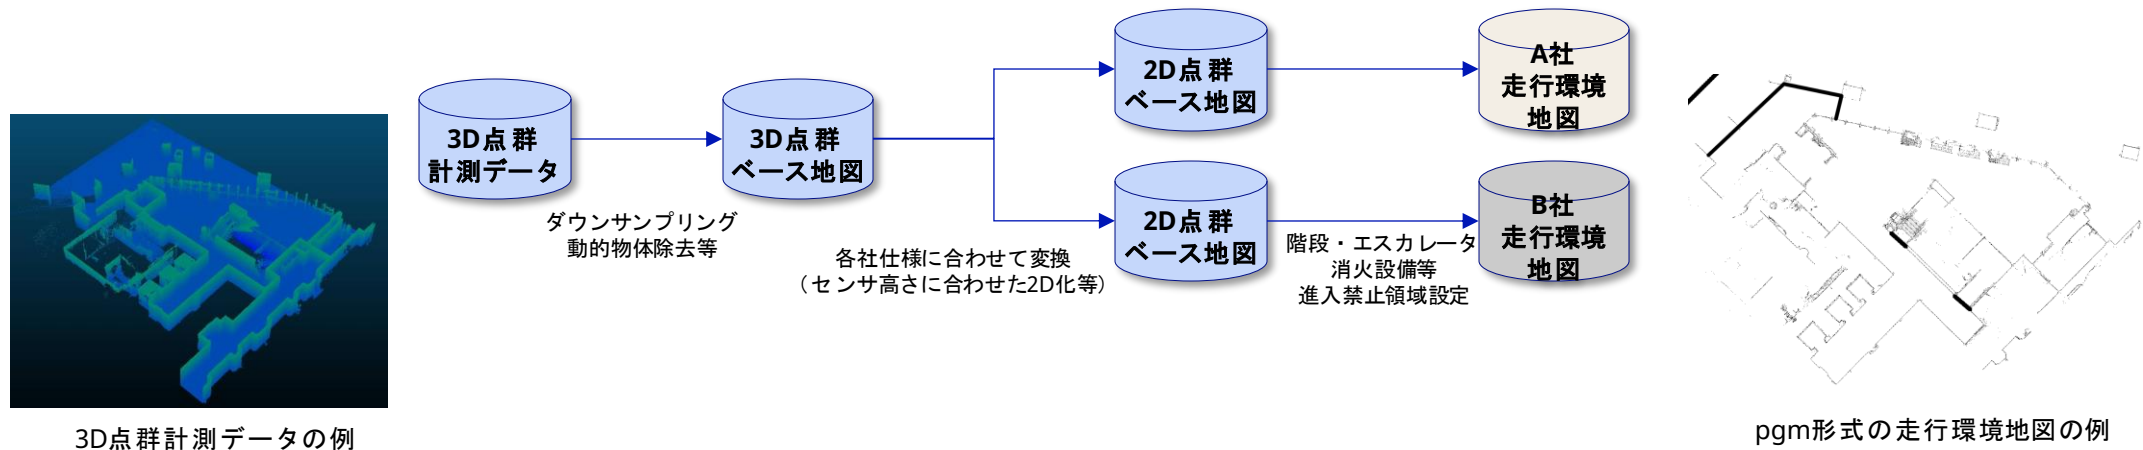 3D点群
計測データ
ダウンサンプリング
動的物体除去等
3D点群
ベース地図
各社仕様に合わせて変換
（センサ高さに合わせた2D化等）
2D点群
ベース地図
2D点群
ベース地図
階段・エスカレータ
消火設備等
進入禁止領域設定
A社
走行環境
地図
B社
走行環境
地図
3D点群計測データの例
pgm形式の走行環境地図の例